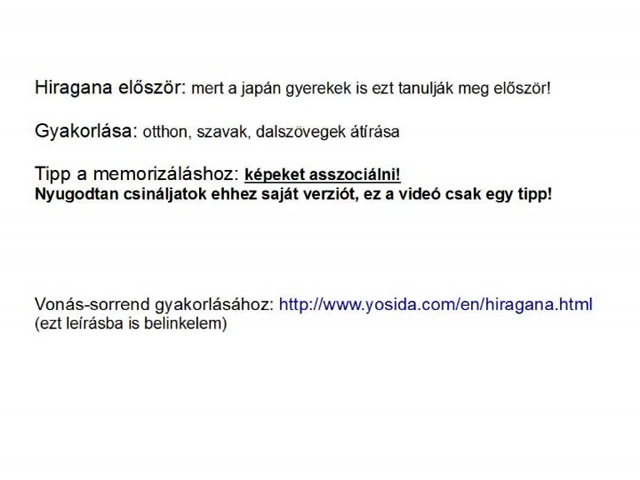 Hiragana először: mert a japán gyerekek is ezt tanulják meg először!
Gyakorlása: otthon, szavak, dalszövegek átírása
Tipp a memorizáláshoz: képeket asszociálni!
Nyugodtan csináljatok ehhez saját verziót, ez a videó csak egy tipp!
Vonás-sorrend gyakorlásához: http://www.yosida.com/en/hiragana.html
(ezt leírásba is belinkelem)